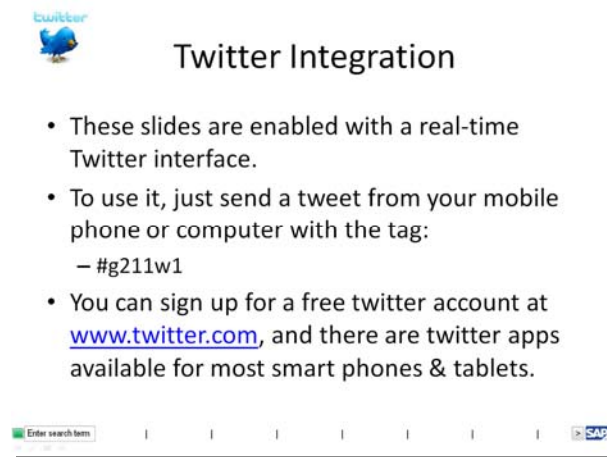 twitter
Twitter Integration
• These slides are enabled with a real-time
Twitter interface.
• To use it, just send a tweet from your mobile
phone or computer with the tag:
– #g211w1
• You can sign up for a free twitter account at
www.twitter.com, and there are twitter apps
available for most smart phones & tablets.
Enter search term | | | | | | | > SAP